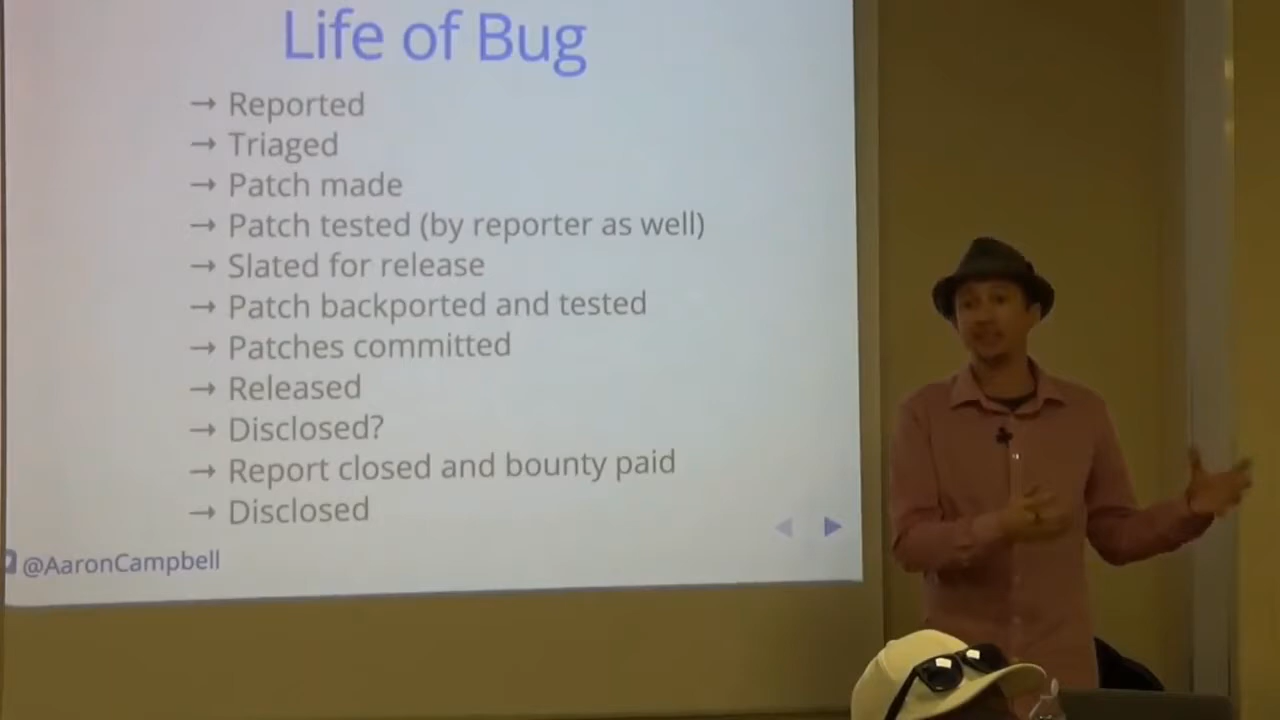 Life of Bug
→ Reported
→ Triaged
→ Patch made
→ Patch tested (by reporter as well)
→ Slated for release
→ Patch backported and tested
→ Patches committed
→ Released
→ Disclosed?
→ Report closed and bounty paid
→ Disclosed
@AaronCampbell